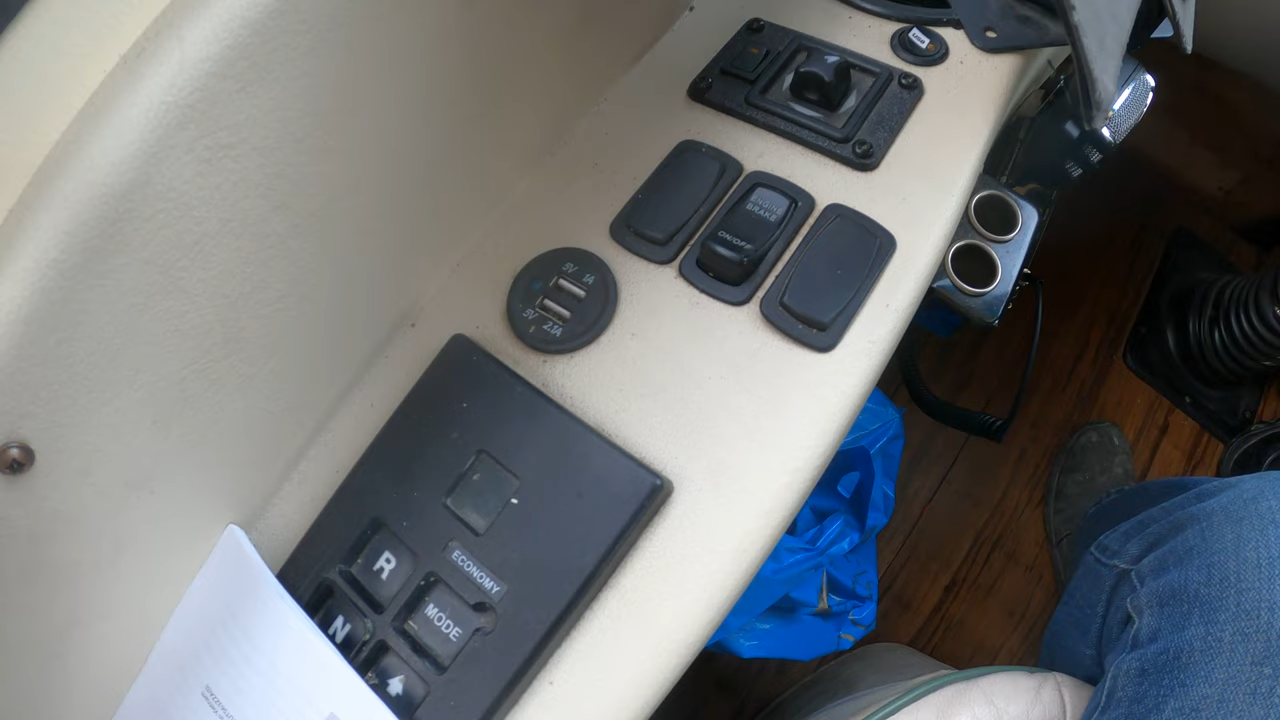 ENGINE
BRAKE
ON/OFF
5V 1A
5V 2.1A
ECONOMY
R
MODE
N